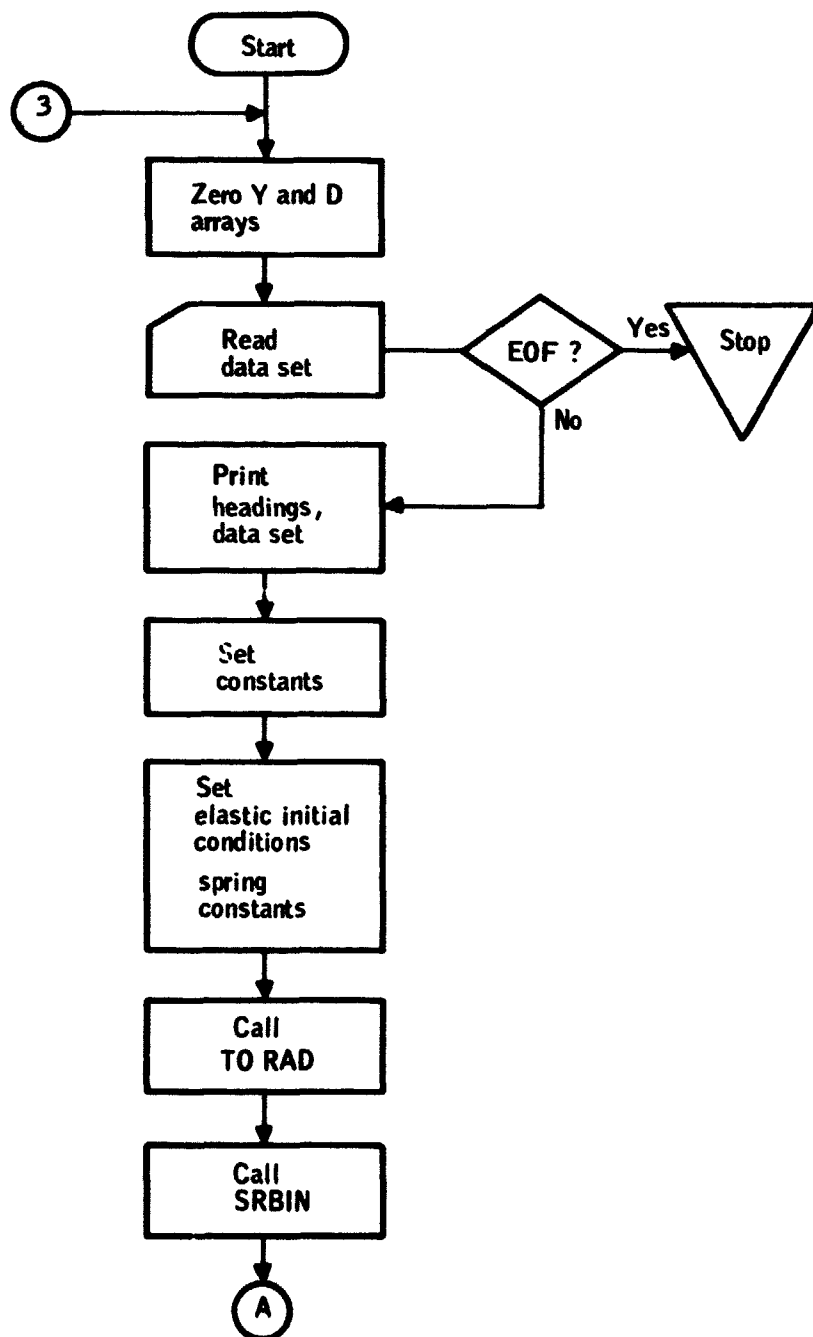 Start
3
Zero Y and D
arrays
Read
data set
EOF ?
Yes
Stop
No
Print
headings,
data set
Set
constants
Set
elastic initial
conditions
spring
constants
Call
TO RAD
Call
SRBIN
A